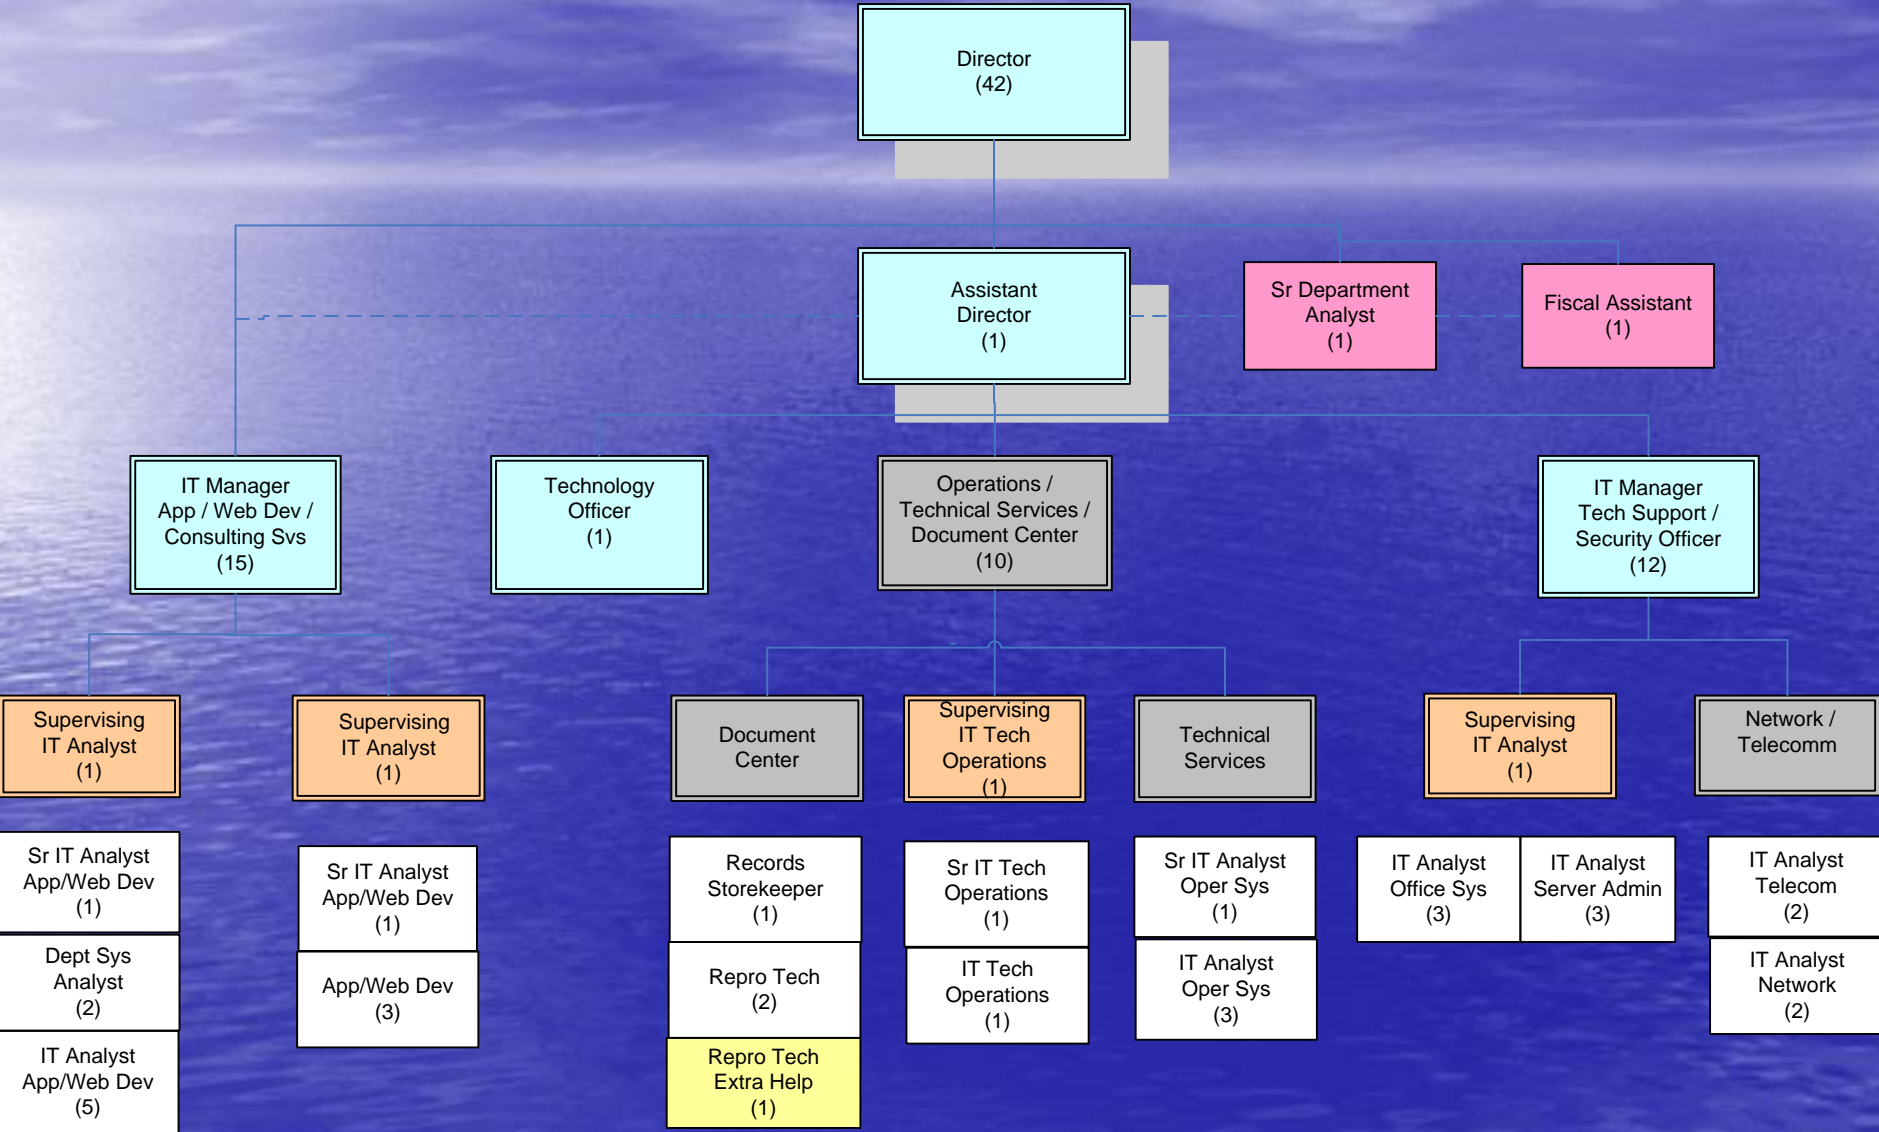 Director
(42)
Assistant
Director
(1)
Sr Department
Analyst
(1)
Fiscal Assistant
(1)
IT Manager
App / Web Dev /
Consulting Svs
(15)
Technology
Officer
(1)
Operations /
Technical Services /
Document Center
(10)
IT Manager
Tech Support /
Security Officer
(12)
Supervising
IT Analyst
(1)
Supervising
IT Analyst
(1)
Document
Center
Supervising
IT Tech
Operations
(1)
Technical
Services
Supervising
IT Analyst
(1)
Network /
Telecomm
Sr IT Analyst
App/Web Dev
(1)
Dept Sys
Analyst
(2)
IT Analyst
App/Web Dev
(5)
Sr IT Analyst
App/Web Dev
(1)
App/Web Dev
(3)
Records
Storekeeper
(1)
Repro Tech
(2)
Repro Tech
Extra Help
(1)
Sr IT Tech
Operations
(1)
IT Tech
Operations
(1)
Sr IT Analyst
Oper Sys
(1)
IT Analyst
Oper Sys
(3)
IT Analyst
Office Sys
(3)
IT Analyst
Server Admin
(3)
IT Analyst
Telecom
(2)
IT Analyst
Network
(2)